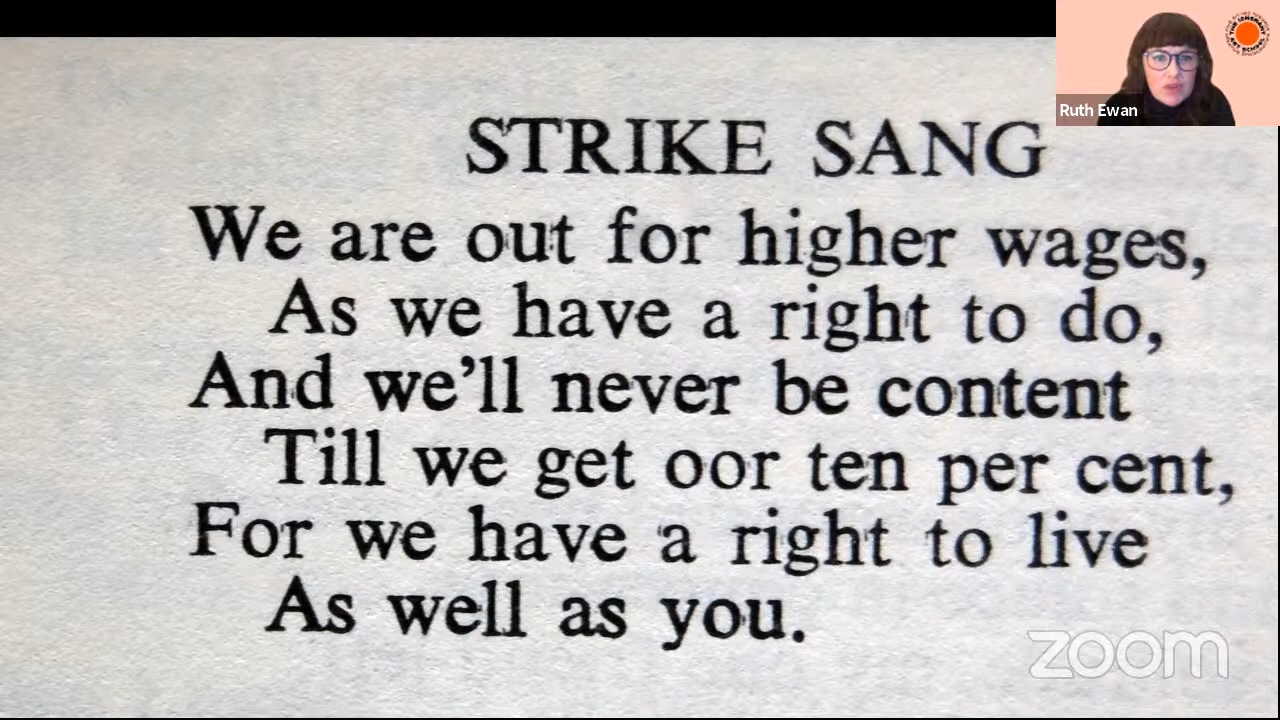 STRIKE SANG
We are out for higher wages,
As we have a right to do,
And we'll never be content
Till we get oor ten per cent,
For we have a right to live
As well as you.
Ruth Ewan
zoom